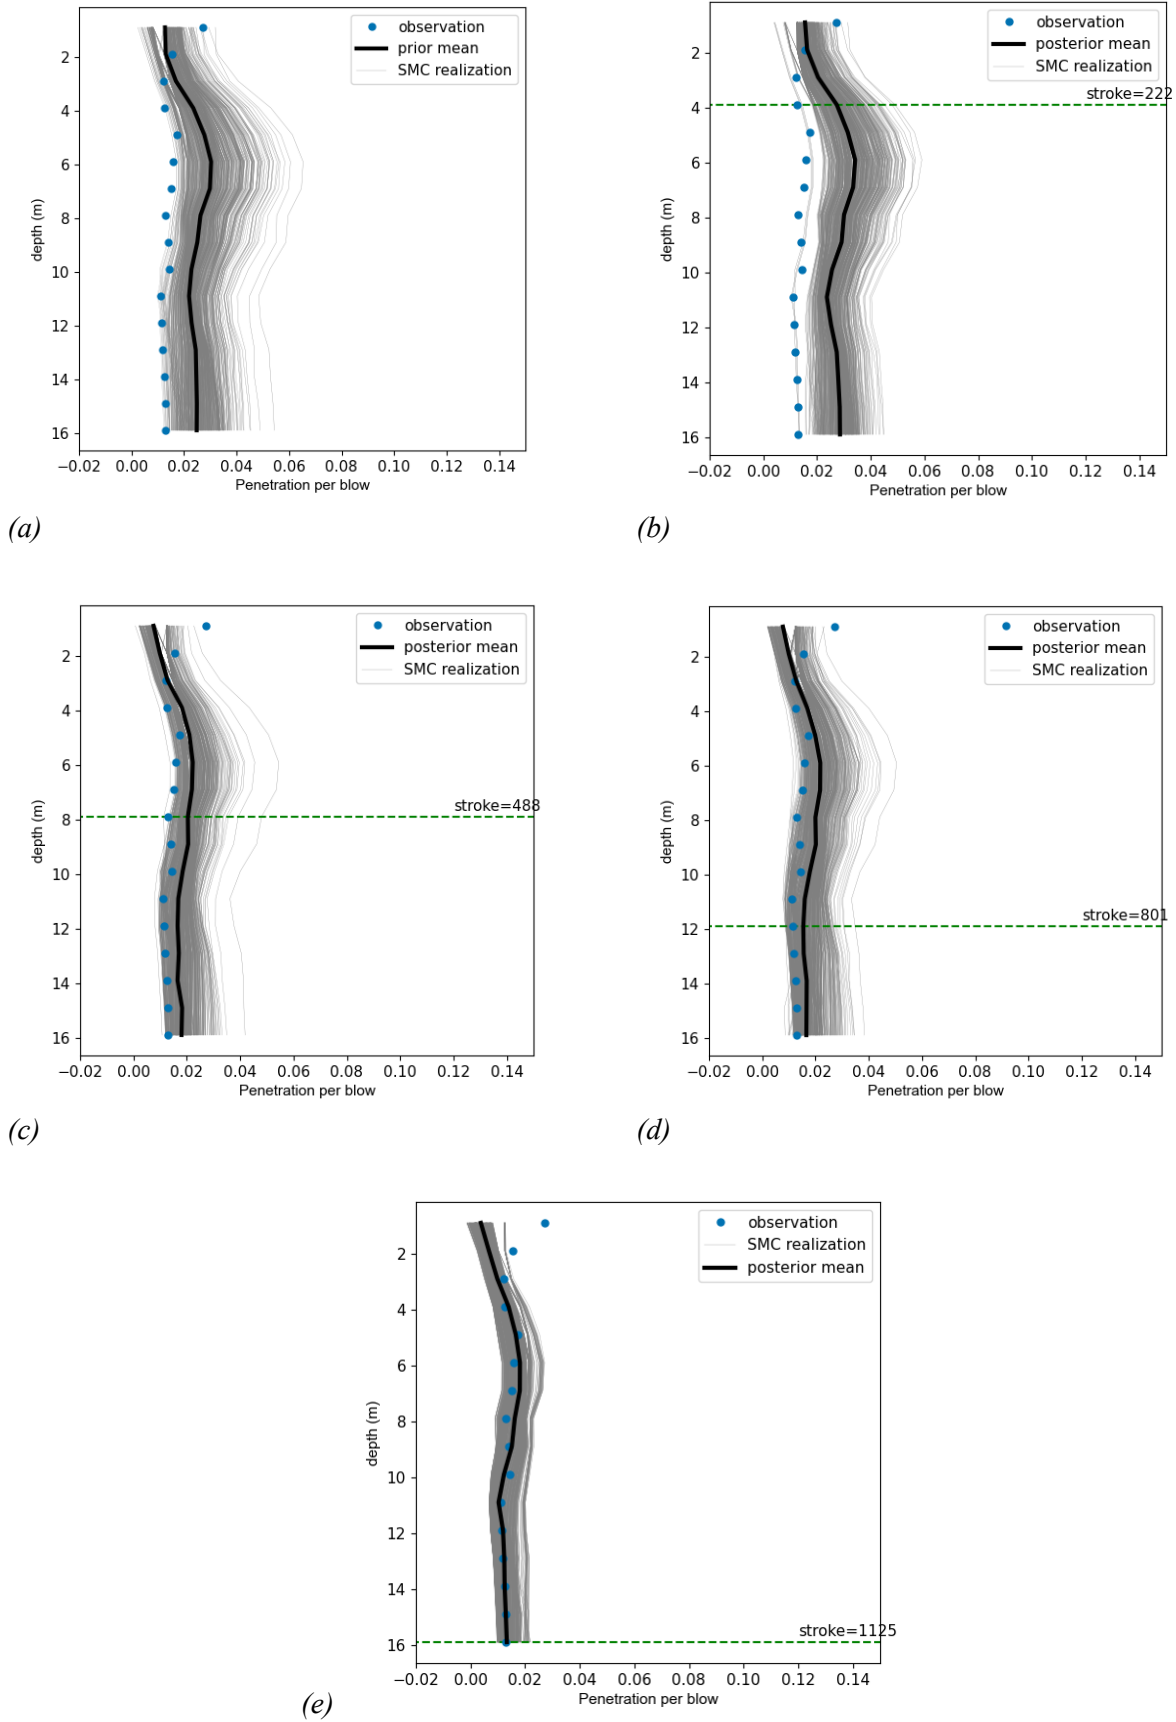 observation
prior mean
SMC realization
2
4
6
8
10
12
14
16
depth (m)
−0.02 0.00 0.02 0.04 0.06 0.08 0.10 0.12 0.14
Penetration per blow
(a)
observation
posterior mean
SMC realization
stroke=222
2
4
6
8
10
12
14
16
depth (m)
−0.02 0.00 0.02 0.04 0.06 0.08 0.10 0.12 0.14
Penetration per blow
(b)
observation
posterior mean
SMC realization
stroke=488
2
4
6
8
10
12
14
16
depth (m)
−0.02 0.00 0.02 0.04 0.06 0.08 0.10 0.12 0.14
Penetration per blow
(c)
observation
posterior mean
SMC realization
stroke=801
2
4
6
8
10
12
14
16
depth (m)
−0.02 0.00 0.02 0.04 0.06 0.08 0.10 0.12 0.14
Penetration per blow
(d)
observation
SMC realization
posterior mean
stroke=1125
2
4
6
8
10
12
14
16
depth (m)
−0.02 0.00 0.02 0.04 0.06 0.08 0.10 0.12 0.14
Penetration per blow
(e)